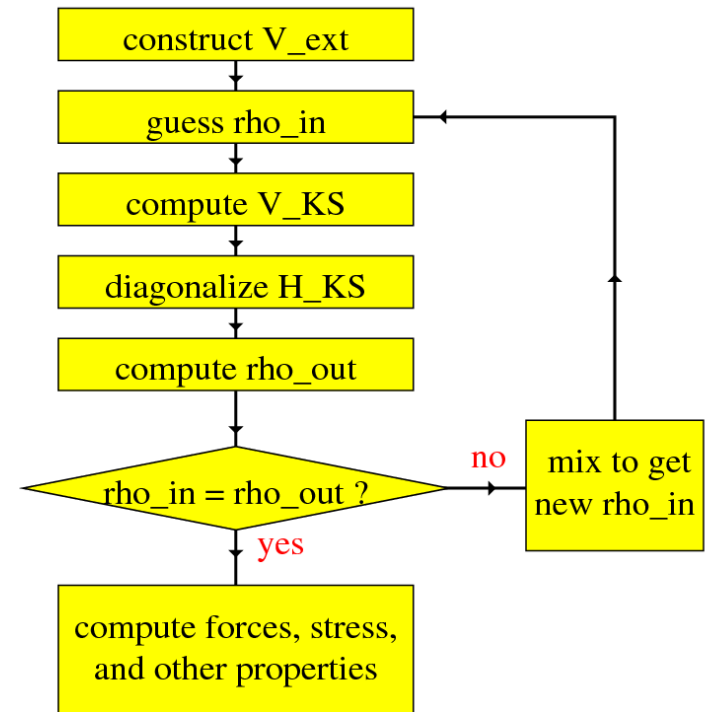 construct V_ext
guess rho_in
compute V_KS
diagonalize H_KS
compute rho_out
rho_in = rho_out ?
no
mix to get
new rho_in
yes
compute forces, stress,
and other properties